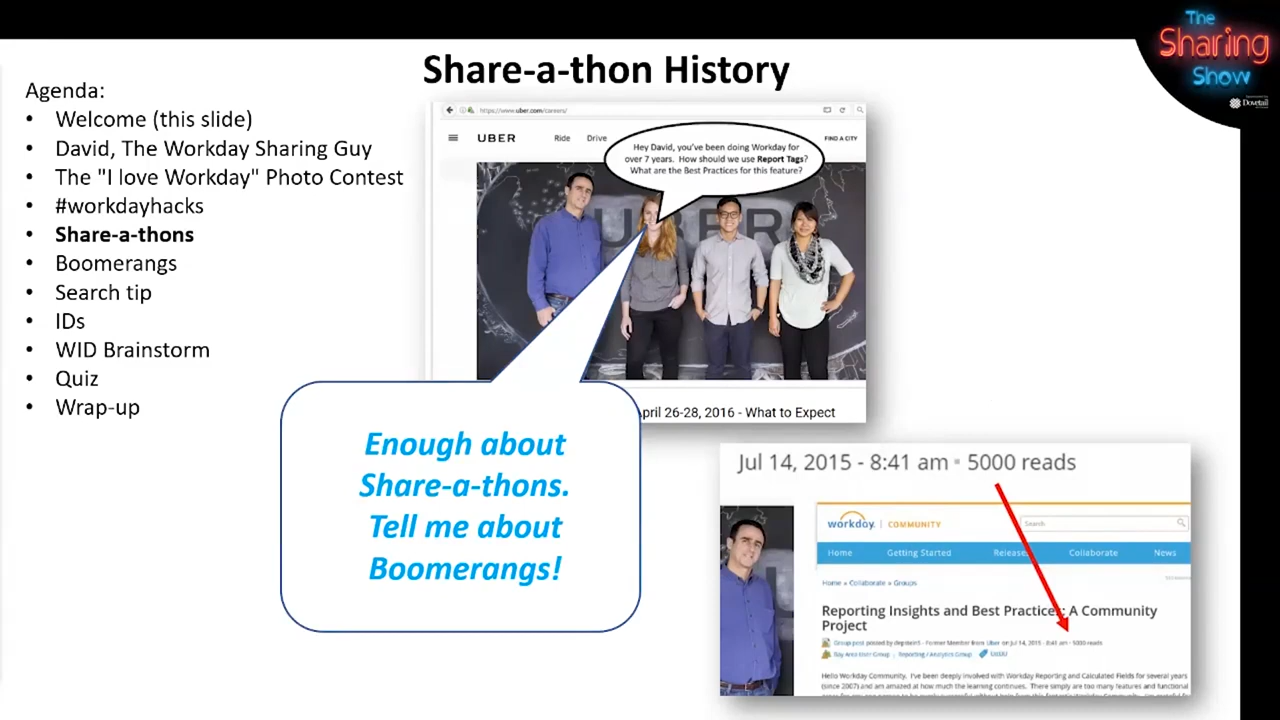 The
Sharing
Show
Dovetail
Share-a-thon History
Agenda:
• Welcome (this slide)
• David, The Workday Sharing Guy
• The "I love Workday" Photo Contest
• #workdayhacks
• Share-a-thons
• Boomerangs
• Search tip
• IDs
• WID Brainstorm
• Quiz
• Wrap-up
https://www.uber.com/careers/
UBER Ride Drive FIND A CITY
Hey David, you've been doing Workday for
over 7 years. How should we use Report Tags?
What are the Best Practices for this feature?
UBER
April 26-28, 2016 - What to Expect
Enough about
Share-a-thons.
Tell me about
Boomerangs!
Jul 14, 2015 - 8:41 am ▪ 5000 reads
workday. | COMMUNITY Search
Home Getting Started Release Collaborate News
Home » Collaborate » Groups
Reporting Insights and Best Practices: A Community
Project
Group post posted by - Former Member from Uber on Jul 14, 2015 - 8:41 am - 5000 reads
Bay Area User Group , Reporting / Analytics Group
Hello Workday Community. I've been deeply involved with Workday Reporting and Calculated Fields for several years
(since 2007) and am amazed at how much the learning continues. There simply are too many features and functional